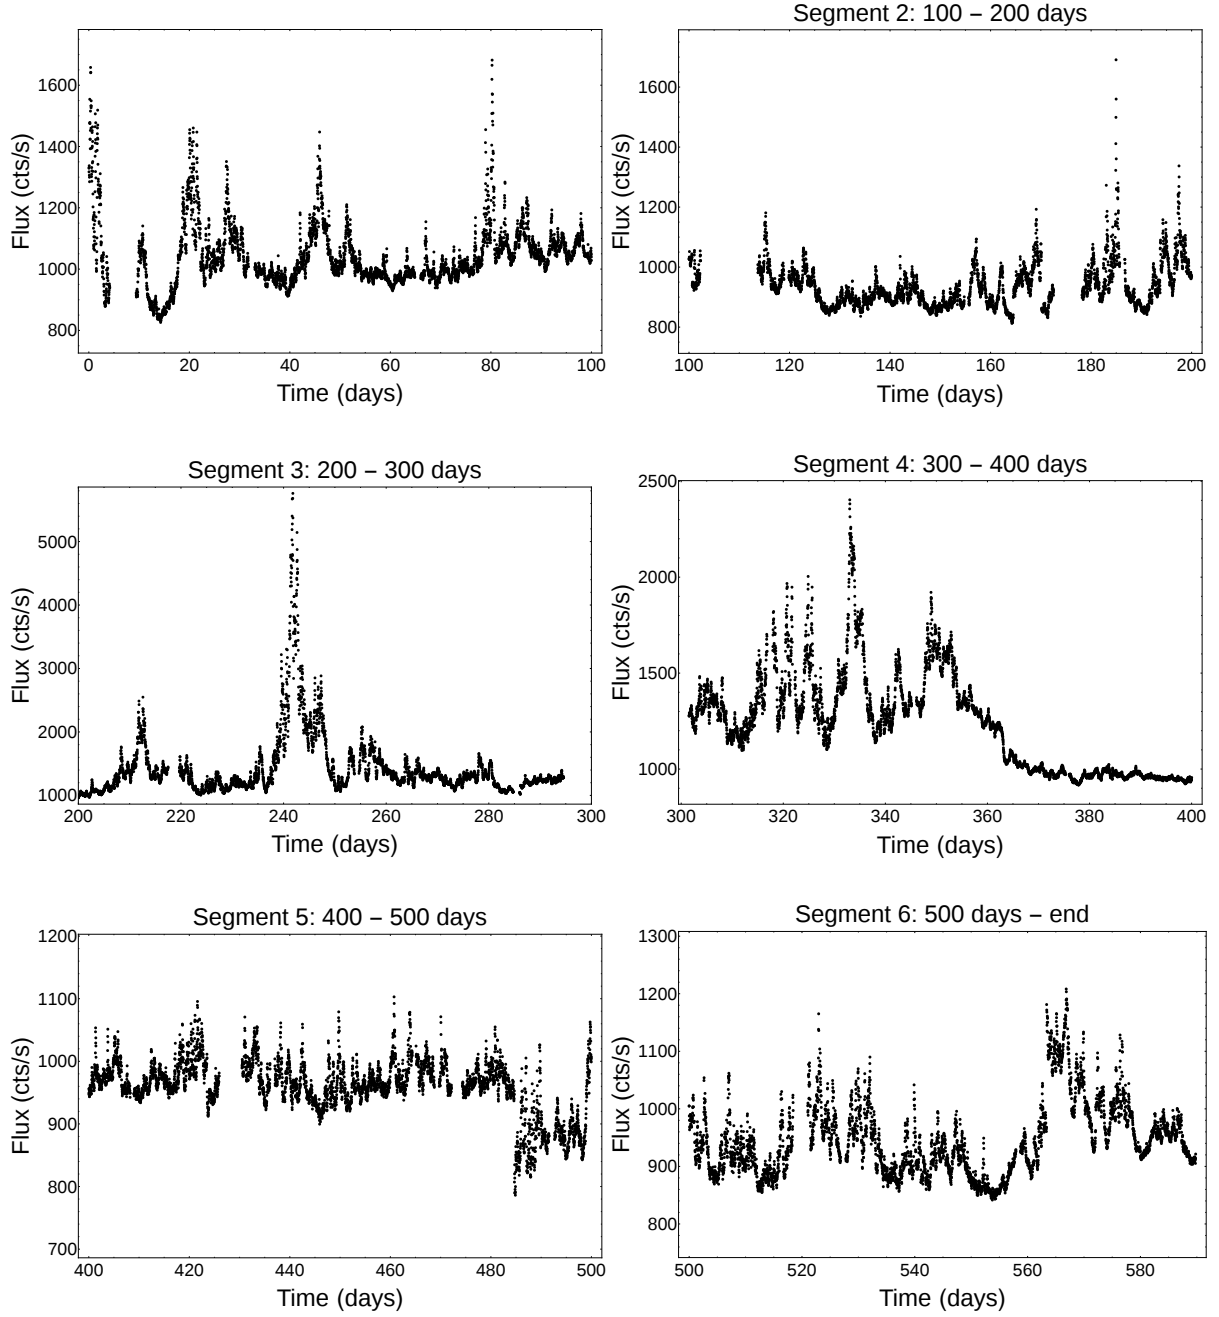 Segment 2: 100 – 200 days
1600
1400
1200
1000
800
Flux (cts/s)
0 20 40 60 80 100
Time (days)
1600
1400
1200
1000
800
Flux (cts/s)
100 120 140 160 180 200
Time (days)
Segment 3: 200 – 300 days
5000
4000
3000
2000
1000
Flux (cts/s)
200 220 240 260 280 300
Time (days)
Segment 4: 300 – 400 days
2500
2000
1500
1000
Flux (cts/s)
300 320 340 360 380 400
Time (days)
Segment 5: 400 – 500 days
1200
1100
1000
900
800
700
Flux (cts/s)
400 420 440 460 480 500
Time (days)
Segment 6: 500 days – end
1300
1200
1100
1000
900
800
Flux (cts/s)
500 520 540 560 580
Time (days)